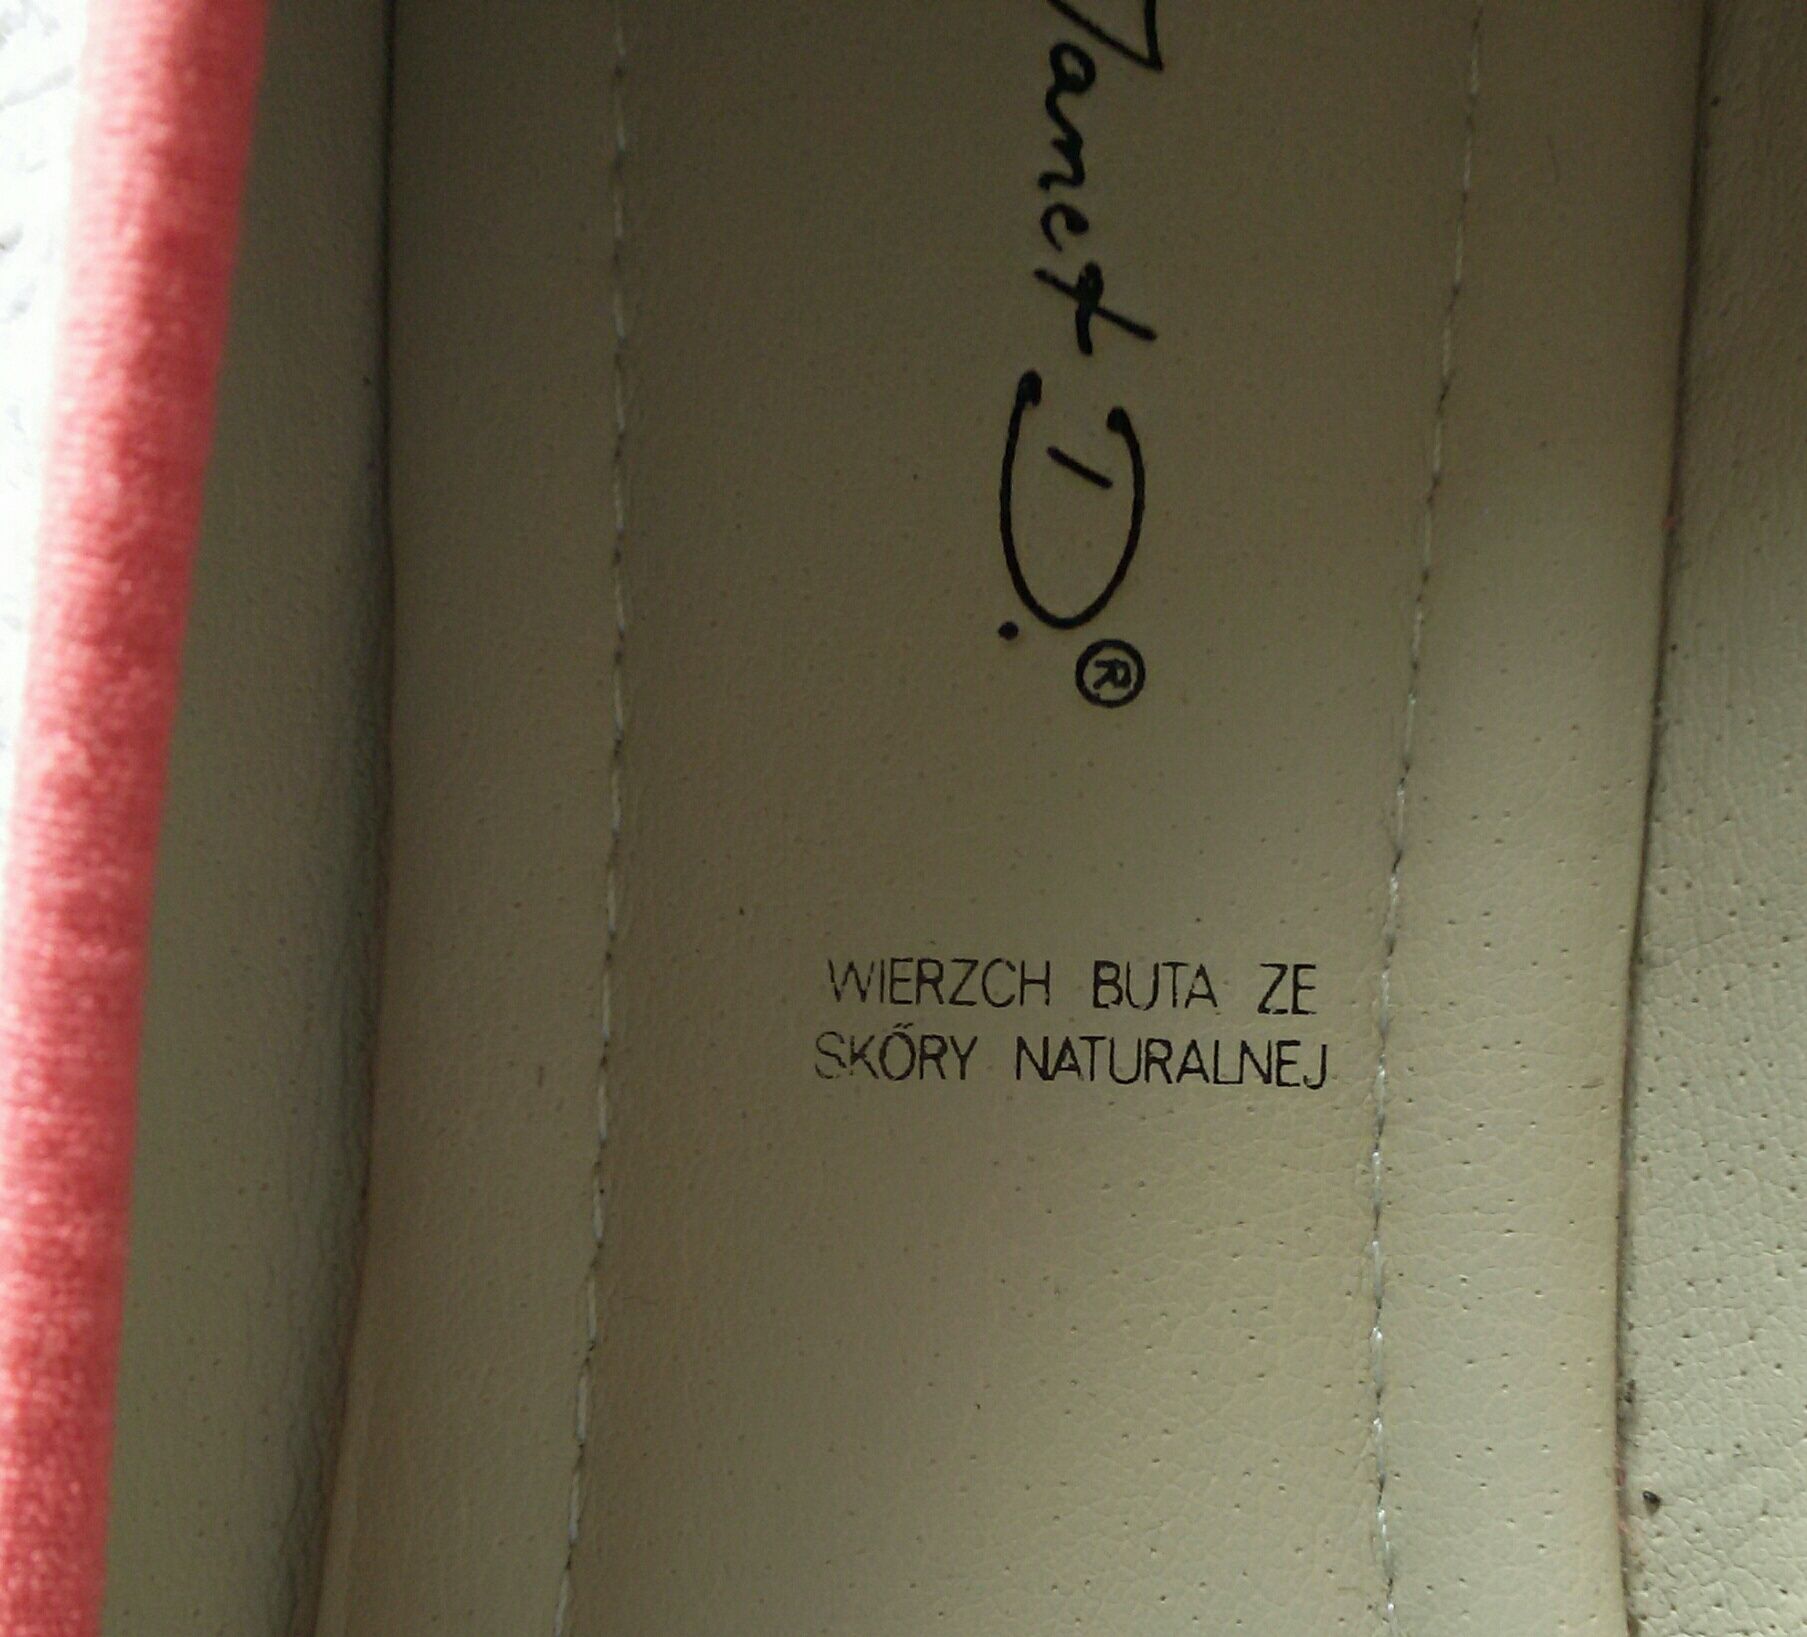 Janet D.®
WIERZCH BUTA ZE
SKŐRY NATURALNEJ